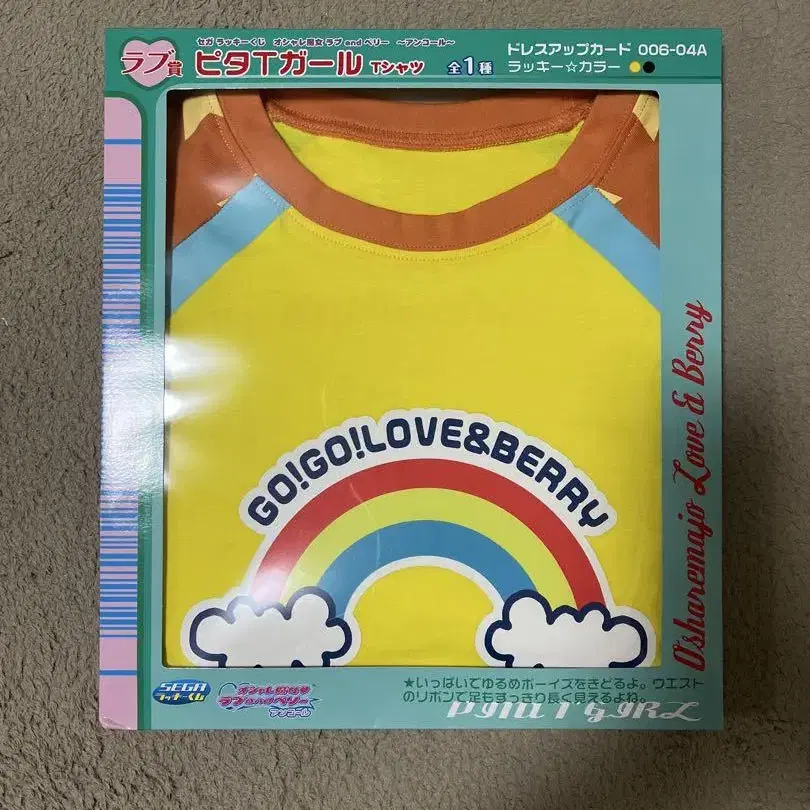 ラブ賞
セガ ラッキーくじ オシャレ魔女 ラブ and ベリー ～アンコール～
ピタTガール Tシャツ 全1種
ドレスアップカード 006-04A
ラッキー☆カラー
GO!GO!LOVE&BERRY
Osharemajo Love & Berry
SEGA
ラッキーくじ
オシャレ魔女
ラブandベリー
アンコール
★いっぱいでゆるめボーイズをきどるよ。ウエスト
のリボンで足もすっきり長く見えるよね。
PITA T GIRL